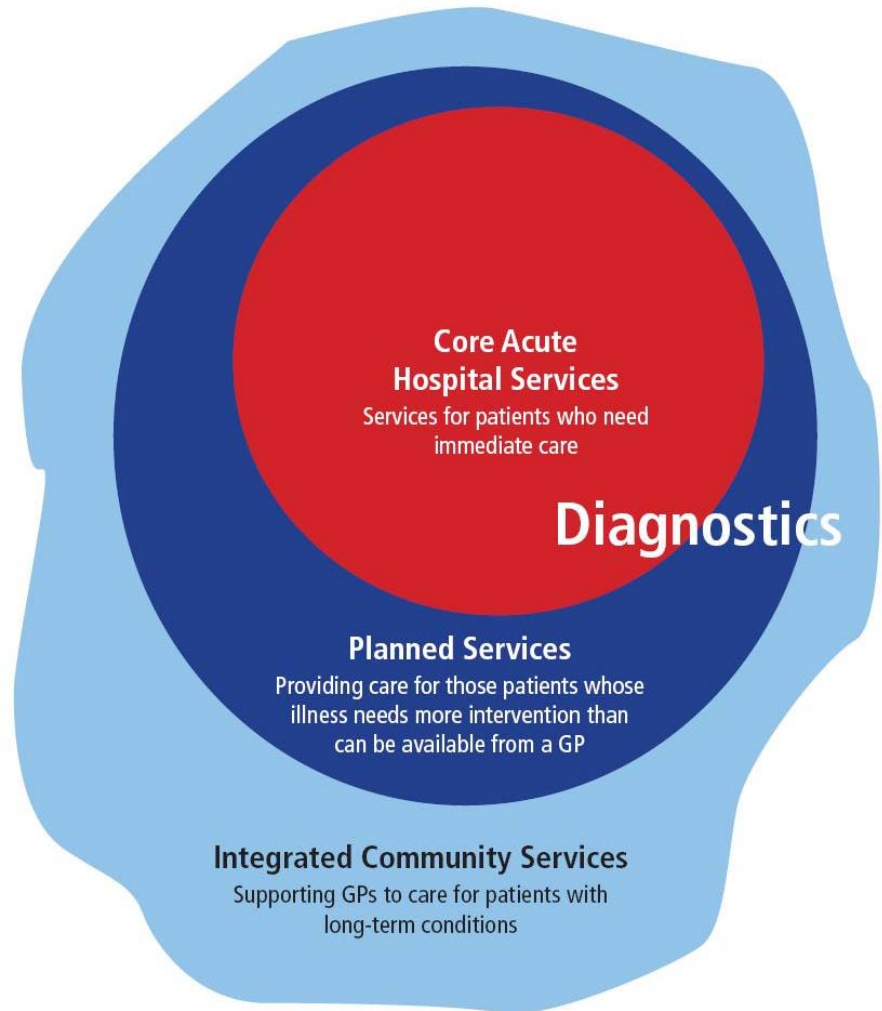 Core Acute
Hospital Services
Services for patients who need
immediate care
Diagnostics
Planned Services
Providing care for those patients whose
illness needs more intervention than
can be available from a GP
Integrated Community Services
Supporting GPs to care for patients with
long-term conditions